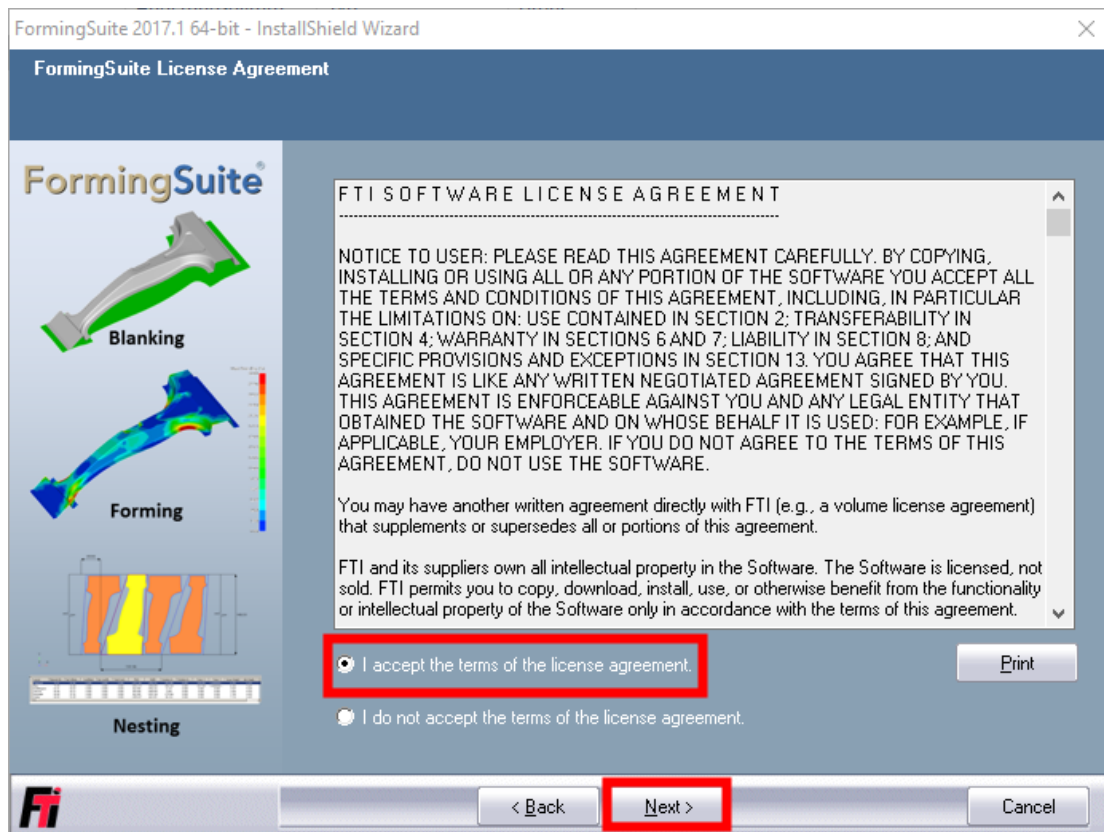 FormingSuite 2017.1 64-bit - InstallShield Wizard
FormingSuite License Agreement
FormingSuite®
Blanking
Forming
Nesting
F T I S O F T W A R E L I C E N S E A G R E E M E N T
--------------------------------------------------------------------------------------------
NOTICE TO USER: PLEASE READ THIS AGREEMENT CAREFULLY. BY COPYING,
INSTALLING OR USING ALL OR ANY PORTION OF THE SOFTWARE YOU ACCEPT ALL
THE TERMS AND CONDITIONS OF THIS AGREEMENT, INCLUDING, IN PARTICULAR
THE LIMITATIONS ON: USE CONTAINED IN SECTION 2; TRANSFERABILITY IN
SECTION 4; WARRANTY IN SECTIONS 6 AND 7; LIABILITY IN SECTION 8; AND
SPECIFIC PROVISIONS AND EXCEPTIONS IN SECTION 13. YOU AGREE THAT THIS
AGREEMENT IS LIKE ANY WRITTEN NEGOTIATED AGREEMENT SIGNED BY YOU.
THIS AGREEMENT IS ENFORCEABLE AGAINST YOU AND ANY LEGAL ENTITY THAT
OBTAINED THE SOFTWARE AND ON WHOSE BEHALF IT IS USED: FOR EXAMPLE, IF
APPLICABLE, YOUR EMPLOYER. IF YOU DO NOT AGREE TO THE TERMS OF THIS
AGREEMENT, DO NOT USE THE SOFTWARE.
You may have another written agreement directly with FTI (e.g., a volume license agreement)
that supplements or supersedes all or portions of this agreement.
FTI and its suppliers own all intellectual property in the Software. The Software is licensed, not
sold. FTI permits you to copy, download, install, use, or otherwise benefit from the functionality
or intellectual property of the Software only in accordance with the terms of this agreement.
I accept the terms of the license agreement.
Print
I do not accept the terms of the license agreement.
FTi
< Back
Next >
Cancel